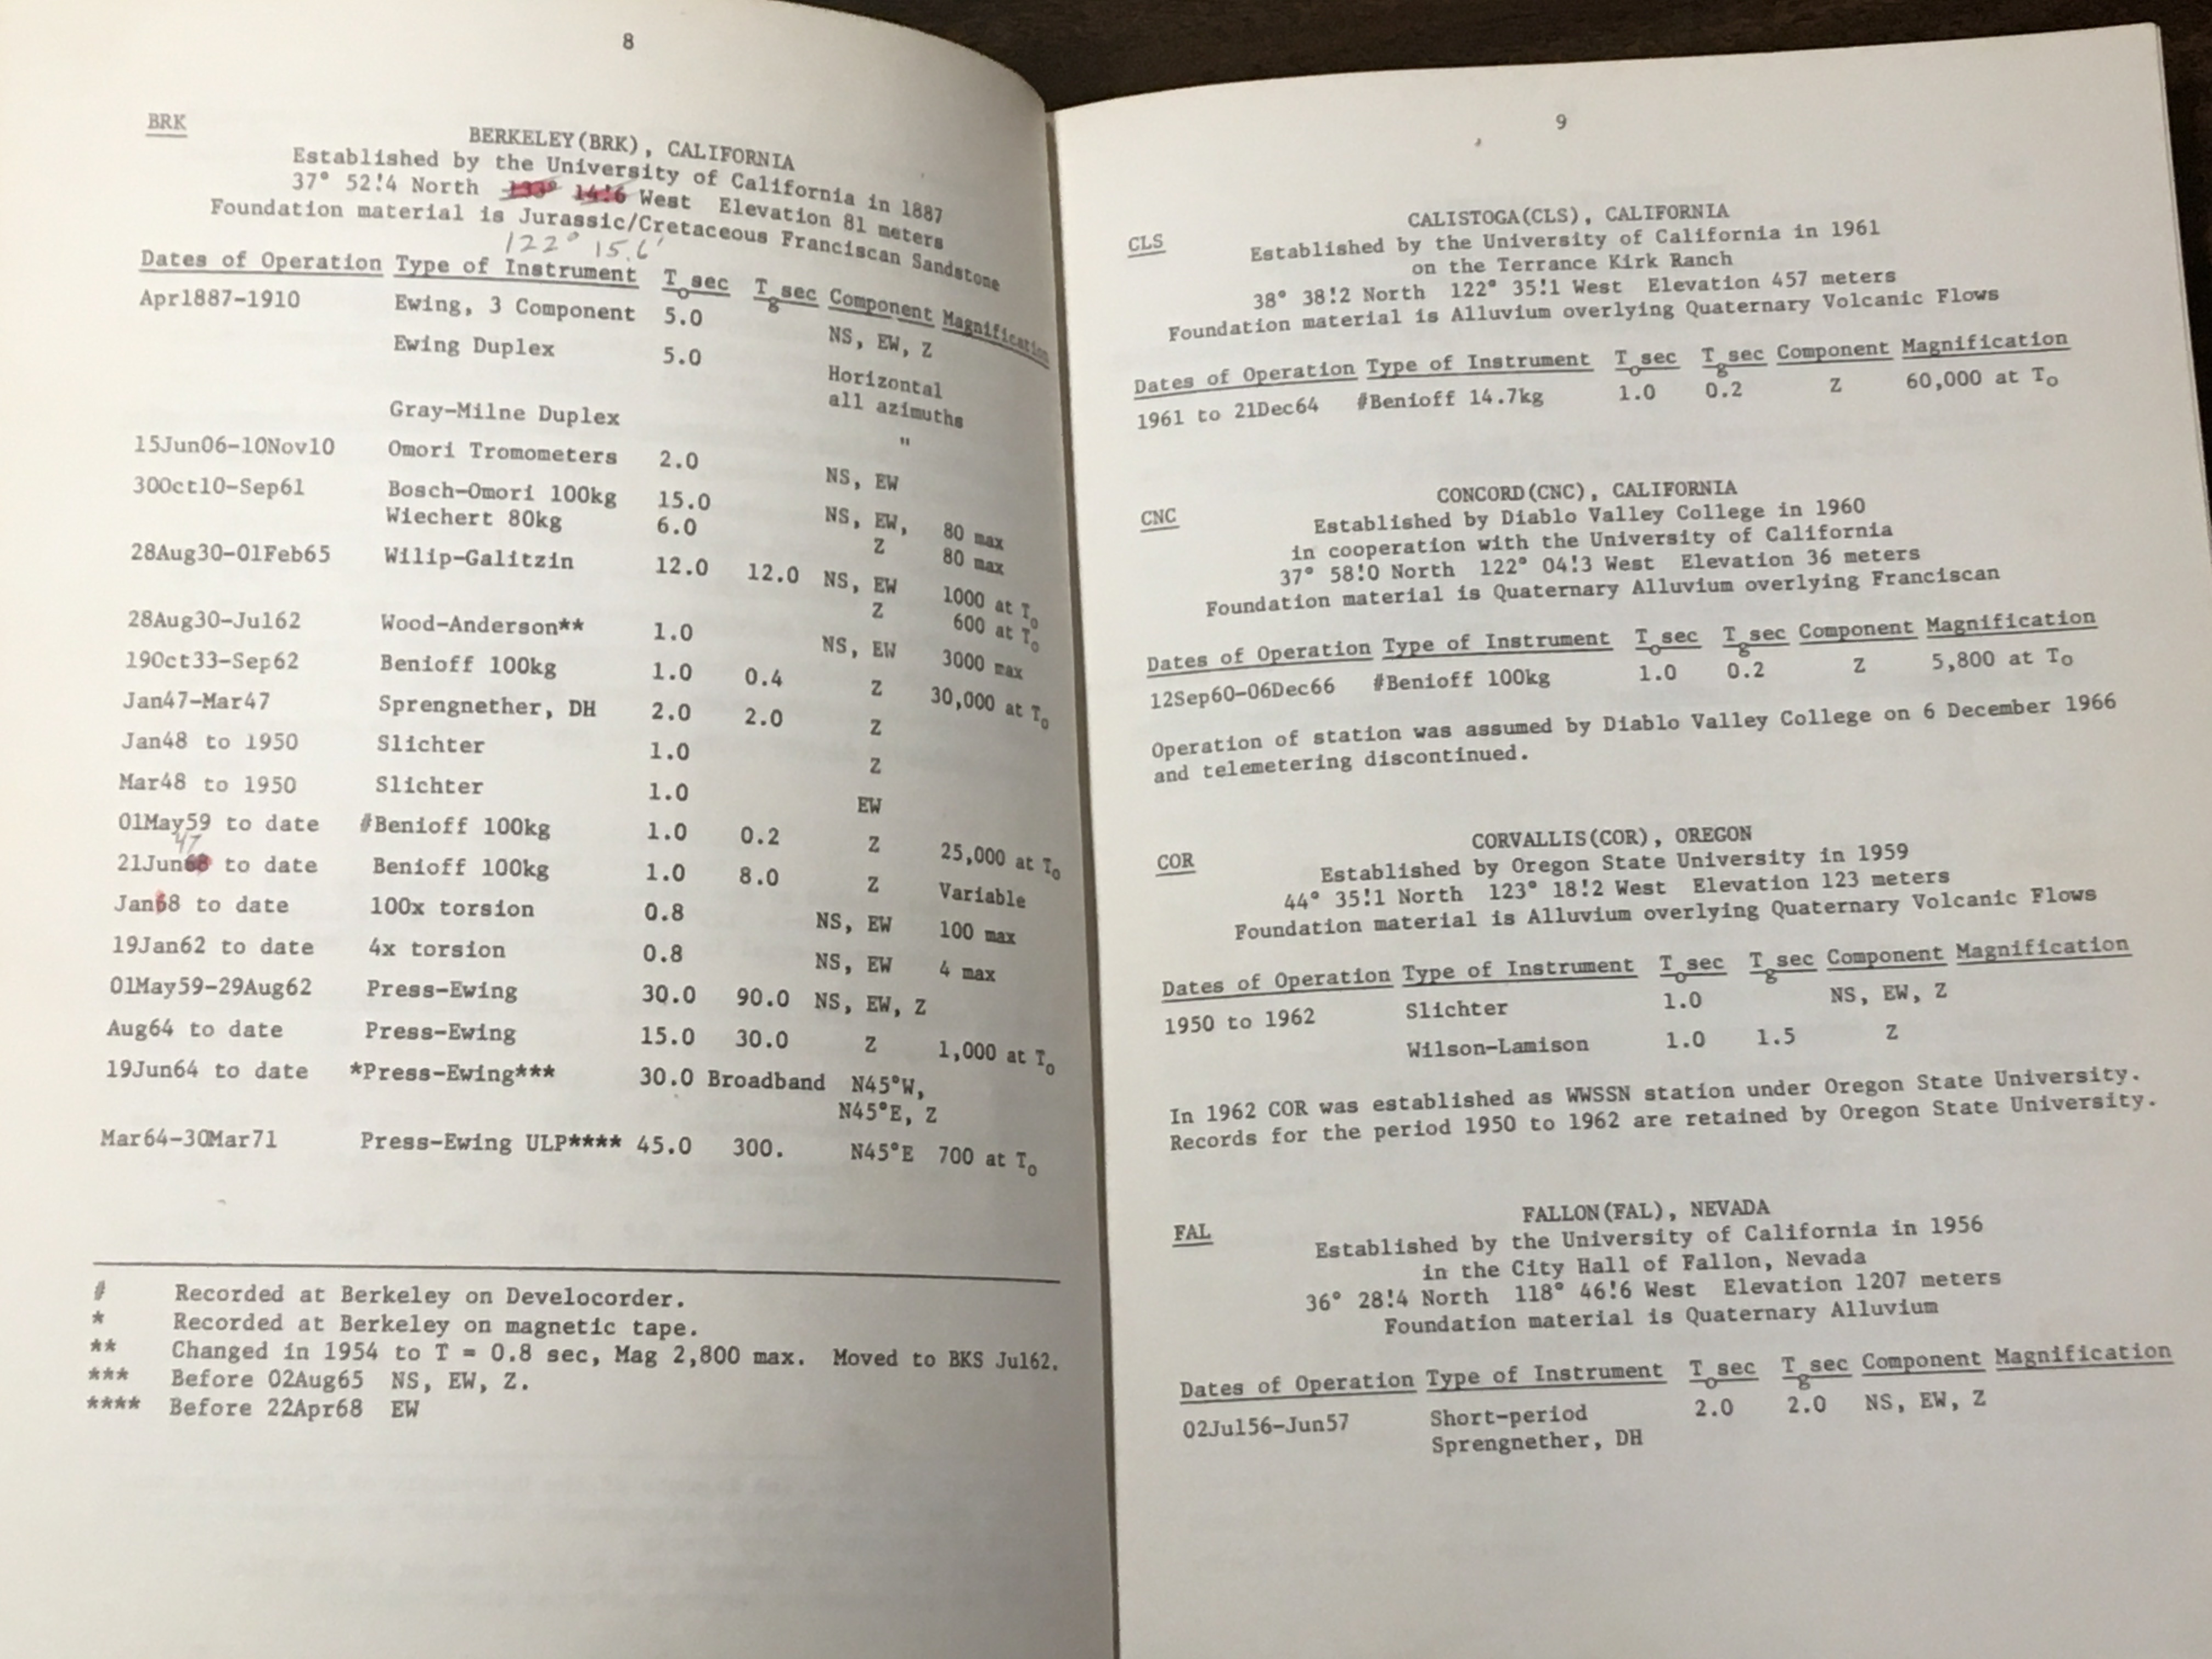 8
BRK
BERKELEY(BRK), CALIFORNIA
Established by the University of California in 1887
37° 52!4 North 14!6 West Elevation 81 meters
Foundation material is Jurassic/Cretaceous Franciscan Sandstone
122° 15.6'
Dates of Operation Type of Instrument To sec Tg sec Component Magnification
Apr1887-1910 Ewing, 3 Component 5.0 NS, EW, Z
Ewing Duplex 5.0 Horizontal
all azimuths
Gray-Milne Duplex "
15Jun06-10Nov10 Omori Tromometers 2.0 NS, EW
30Oct10-Sep61 Bosch-Omori 100kg 15.0 NS, EW, 80 max
Wiechert 80kg 6.0 Z 80 max
28Aug30-01Feb65 Wilip-Galitzin 12.0 12.0 NS, EW 1000 at To
Z 600 at To
28Aug30-Jul62 Wood-Anderson** 1.0 NS, EW 3000 max
19Oct33-Sep62 Benioff 100kg 1.0 0.4 Z 30,000 at To
Jan47-Mar47 Sprengnether, DH 2.0 2.0 Z
Jan48 to 1950 Slichter 1.0 Z
Mar48 to 1950 Slichter 1.0 EW
01May59 to date #Benioff 100kg 1.0 0.2 Z 25,000 at To
47
21Jun68 to date Benioff 100kg 1.0 8.0 Z Variable
Jan68 to date 100x torsion 0.8 NS, EW 100 max
19Jan62 to date 4x torsion 0.8 NS, EW 4 max
01May59-29Aug62 Press-Ewing 30.0 90.0 NS, EW, Z
Aug64 to date Press-Ewing 15.0 30.0 Z 1,000 at To
19Jun64 to date *Press-Ewing*** 30.0 Broadband N45°W,
N45°E, Z
Mar64-30Mar71 Press-Ewing ULP**** 45.0 300. N45°E 700 at To
# Recorded at Berkeley on Develocorder.
* Recorded at Berkeley on magnetic tape.
** Changed in 1954 to T = 0.8 sec, Mag 2,800 max. Moved to BKS Jul62.
*** Before 02Aug65 NS, EW, Z.
**** Before 22Apr68 EW
9
CLS
CALISTOGA(CLS), CALIFORNIA
Established by the University of California in 1961
on the Terrance Kirk Ranch
38° 38!2 North 122° 35!1 West Elevation 457 meters
Foundation material is Alluvium overlying Quaternary Volcanic Flows
Dates of Operation Type of Instrument To sec Tg sec Component Magnification
1961 to 21Dec64 #Benioff 14.7kg 1.0 0.2 Z 60,000 at To
CNC
CONCORD(CNC), CALIFORNIA
Established by Diablo Valley College in 1960
in cooperation with the University of California
37° 58!0 North 122° 04!3 West Elevation 36 meters
Foundation material is Quaternary Alluvium overlying Franciscan
Dates of Operation Type of Instrument To sec Tg sec Component Magnification
12Sep60-06Dec66 #Benioff 100kg 1.0 0.2 Z 5,800 at To
Operation of station was assumed by Diablo Valley College on 6 December 1966
and telemetering discontinued.
COR
CORVALLIS(COR), OREGON
Established by Oregon State University in 1959
44° 35!1 North 123° 18!2 West Elevation 123 meters
Foundation material is Alluvium overlying Quaternary Volcanic Flows
Dates of Operation Type of Instrument To sec Tg sec Component Magnification
1950 to 1962 Slichter 1.0 NS, EW, Z
Wilson-Lamison 1.0 1.5 Z
In 1962 COR was established as WWSSN station under Oregon State University.
Records for the period 1950 to 1962 are retained by Oregon State University.
FAL
FALLON(FAL), NEVADA
Established by the University of California in 1956
in the City Hall of Fallon, Nevada
36° 28!4 North 118° 46!6 West Elevation 1207 meters
Foundation material is Quaternary Alluvium
Dates of Operation Type of Instrument To sec Tg sec Component Magnification
02Jul56-Jun57 Short-period 2.0 2.0 NS, EW, Z
Sprengnether, DH